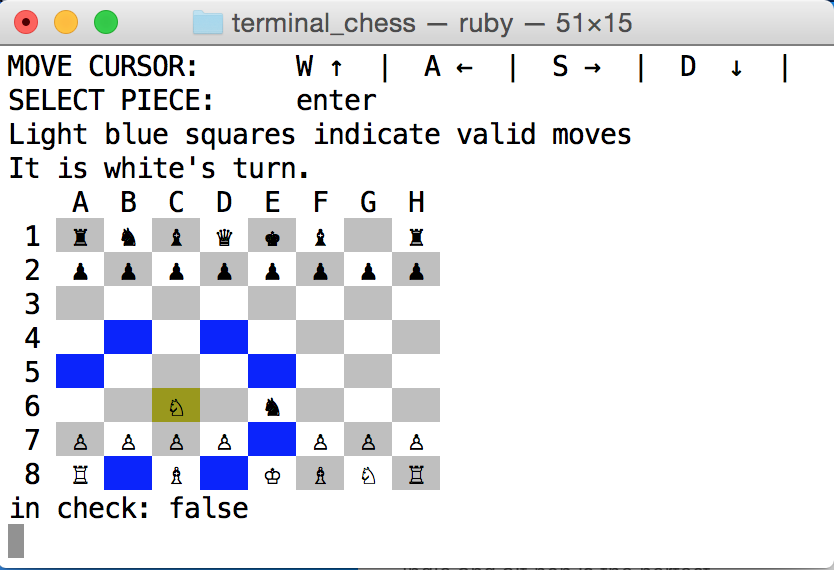 terminal_chess — ruby — 51×15
MOVE CURSOR: W ↑ | A ← | S → | D ↓ |
SELECT PIECE: enter
Light blue squares indicate valid moves
It is white's turn.
A B C D E F G H
1 ♜ ♞ ♝ ♛ ♚ ♝ ♜
2 ♟ ♟ ♟ ♟ ♟ ♟ ♟ ♟
3
4
5
6 ♘ ♞
7 ♙ ♙ ♙ ♙ ♙ ♙ ♙
8 ♖ ♗ ♔ ♗ ♘ ♖
in check: false